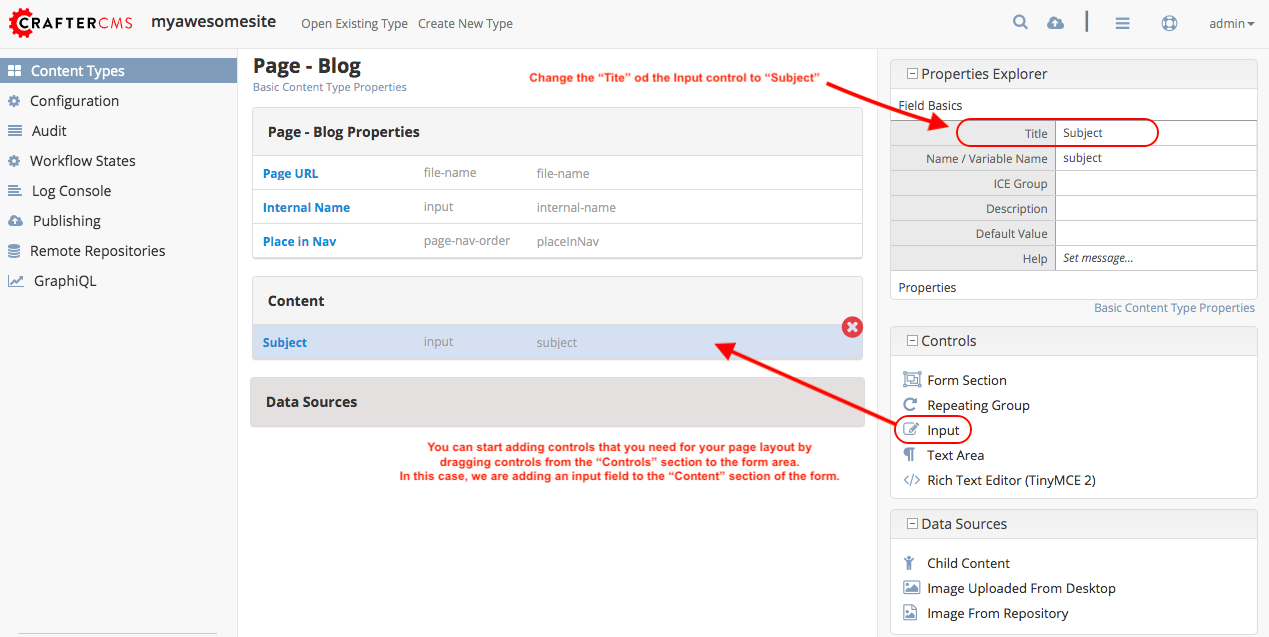 CRAFTERCMS
myawesomesite
Open Existing Type
Create New Type
admin
Content Types
Configuration
Audit
Workflow States
Log Console
Publishing
Remote Repositories
GraphiQL
Page - Blog
Basic Content Type Properties
Change the “Tite” od the Input control to “Subject”
Page - Blog Properties
Page URL file-name file-name
Internal Name input internal-name
Place in Nav page-nav-order placeInNav
Content
Subject input subject
Data Sources
You can start adding controls that you need for your page layout by
dragging controls from the “Controls” section to the form area.
In this case, we are adding an input field to the “Content” section of the form.
Properties Explorer
Field Basics
Title Subject
Name / Variable Name subject
ICE Group
Description
Default Value
Help Set message...
Properties
Basic Content Type Properties
Controls
Form Section
Repeating Group
Input
Text Area
Rich Text Editor (TinyMCE 2)
Data Sources
Child Content
Image Uploaded From Desktop
Image From Repository